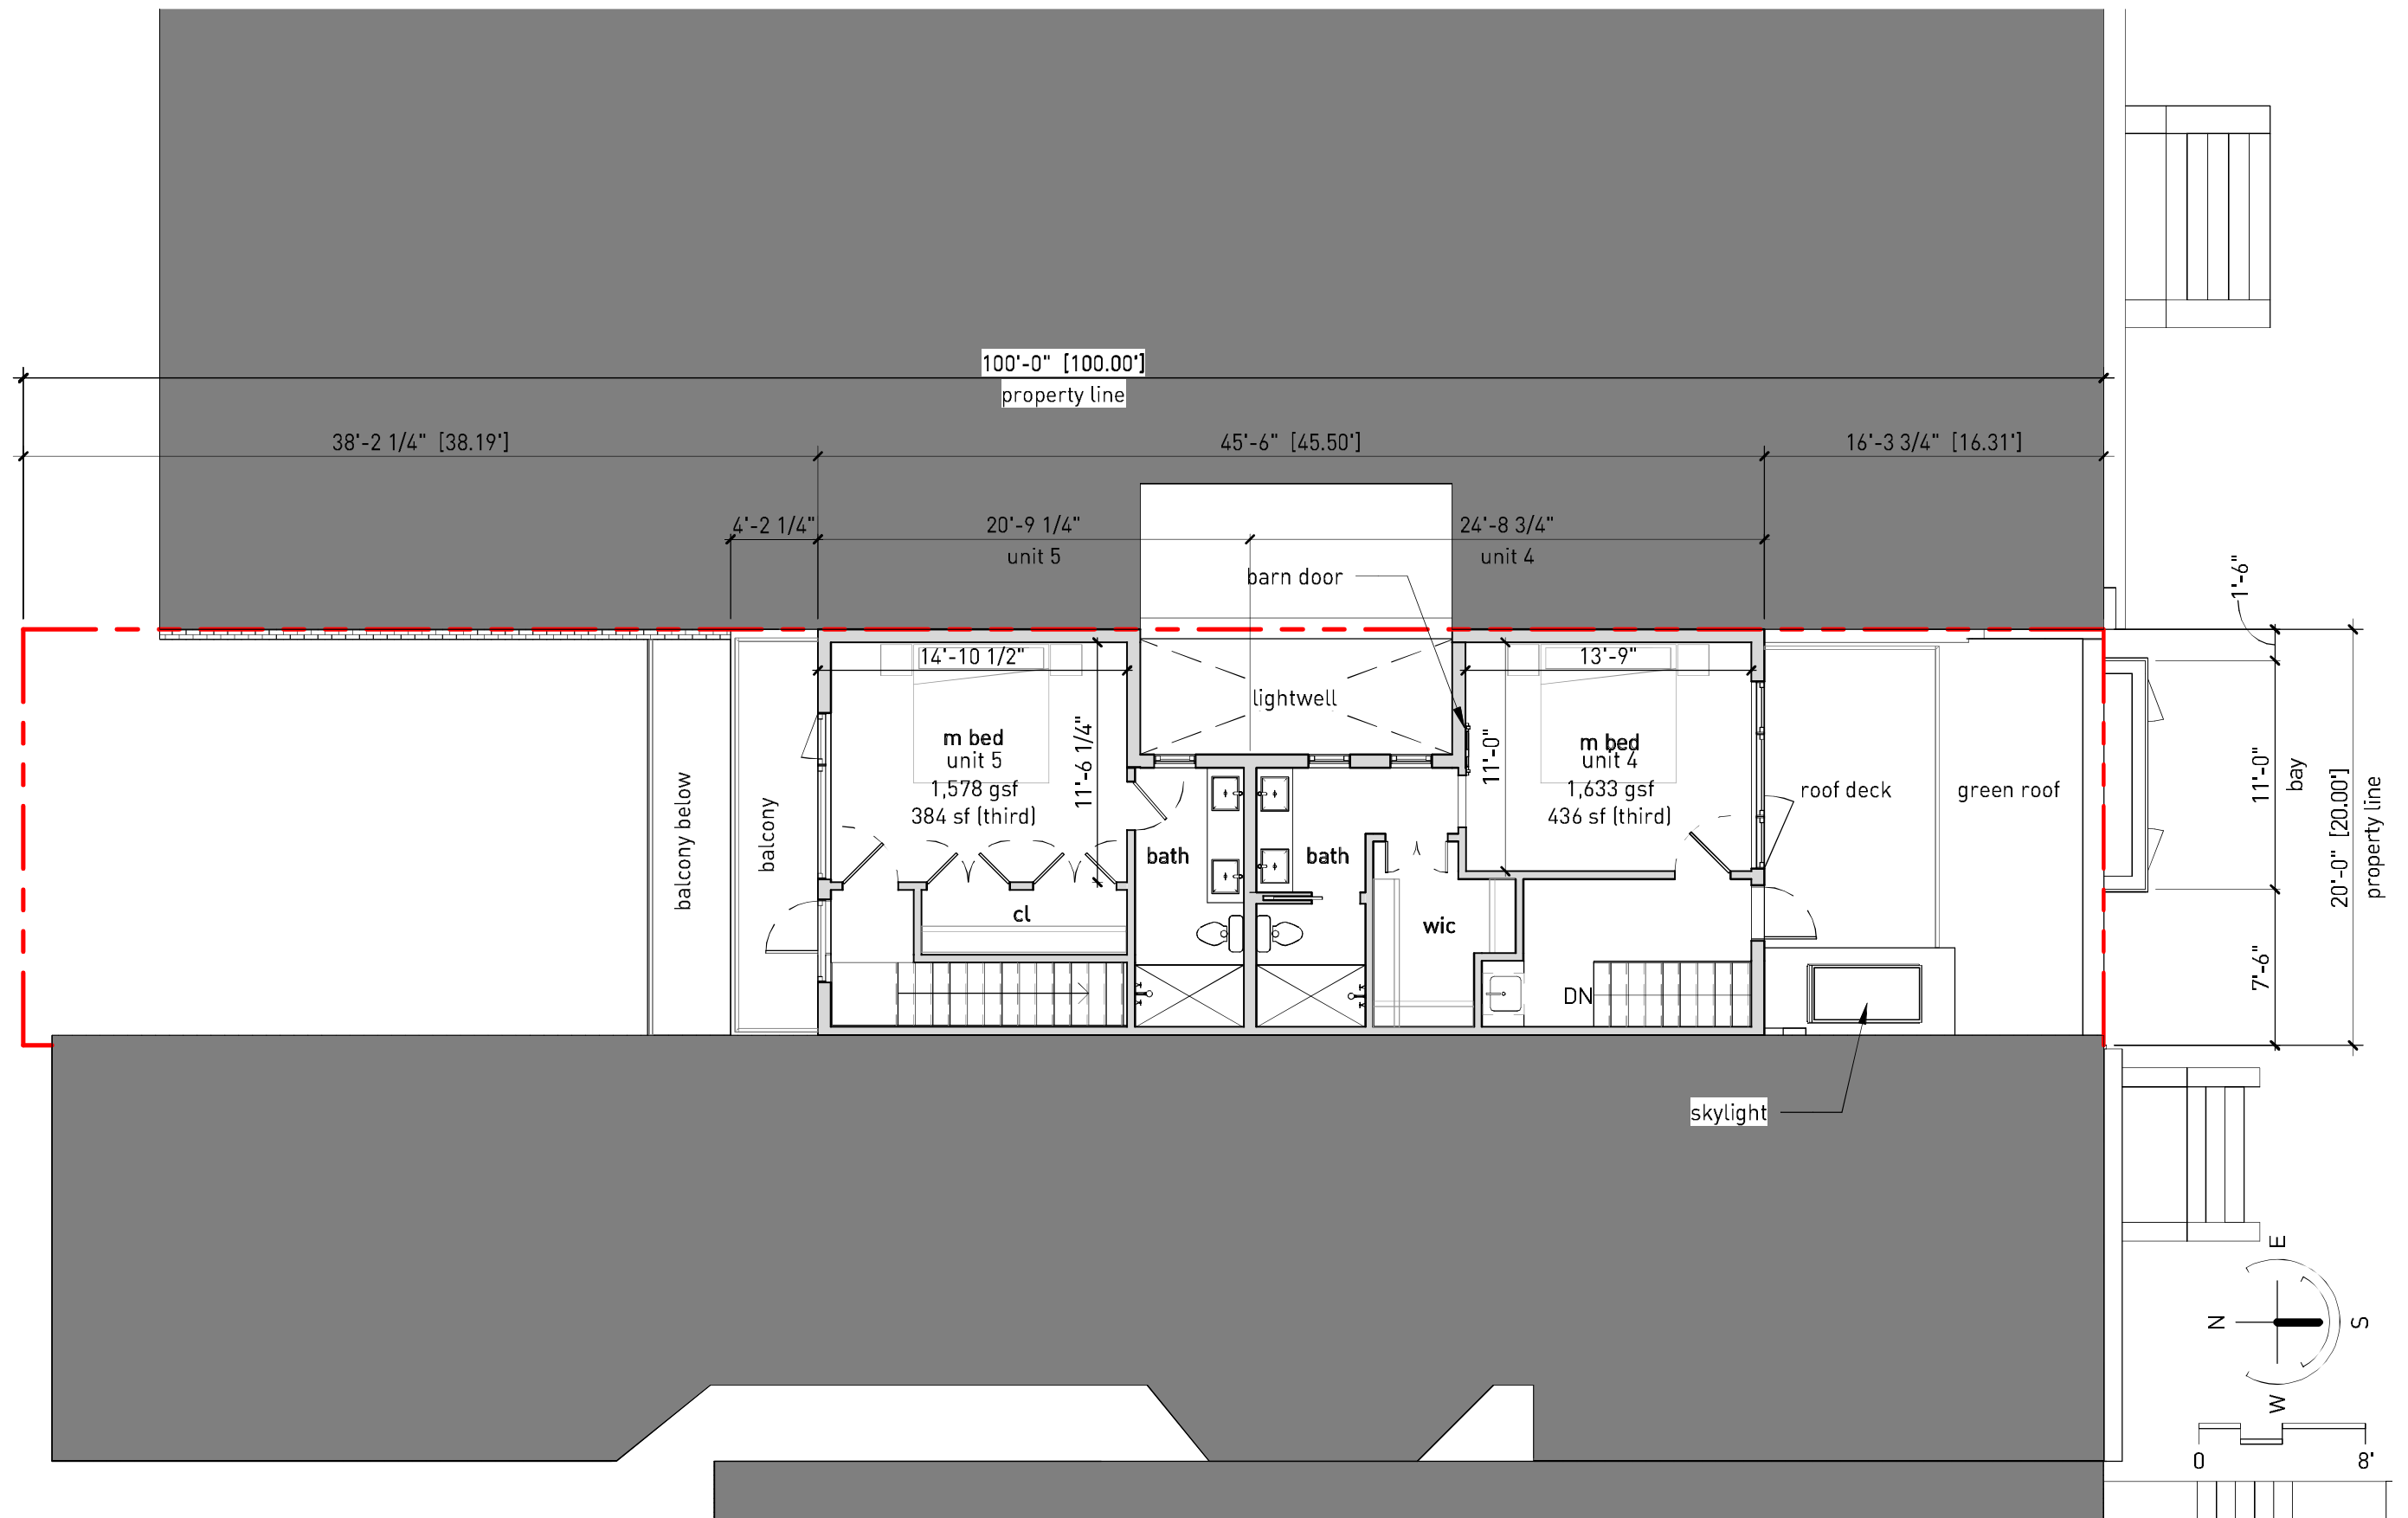 100'-0" [100.00']
property line
38'-2 1/4" [38.19']
45'-6" [45.50']
16'-3 3/4" [16.31']
4'-2 1/4"
20'-9 1/4"
unit 5
24'-8 3/4"
unit 4
barn door
1'-6"
14'-10 1/2"
13'-9"
lightwell
11'-6 1/4"
11'-0"
m bed
unit 5
1,578 gsf
384 sf (third)
m bed
unit 4
1,633 gsf
436 sf (third)
balcony below
balcony
roof deck
green roof
11'-0"
bay
20'-0" [20.00']
property line
7'-6"
bath
bath
cl
wic
DN
skylight
E
N
S
W
0
8'